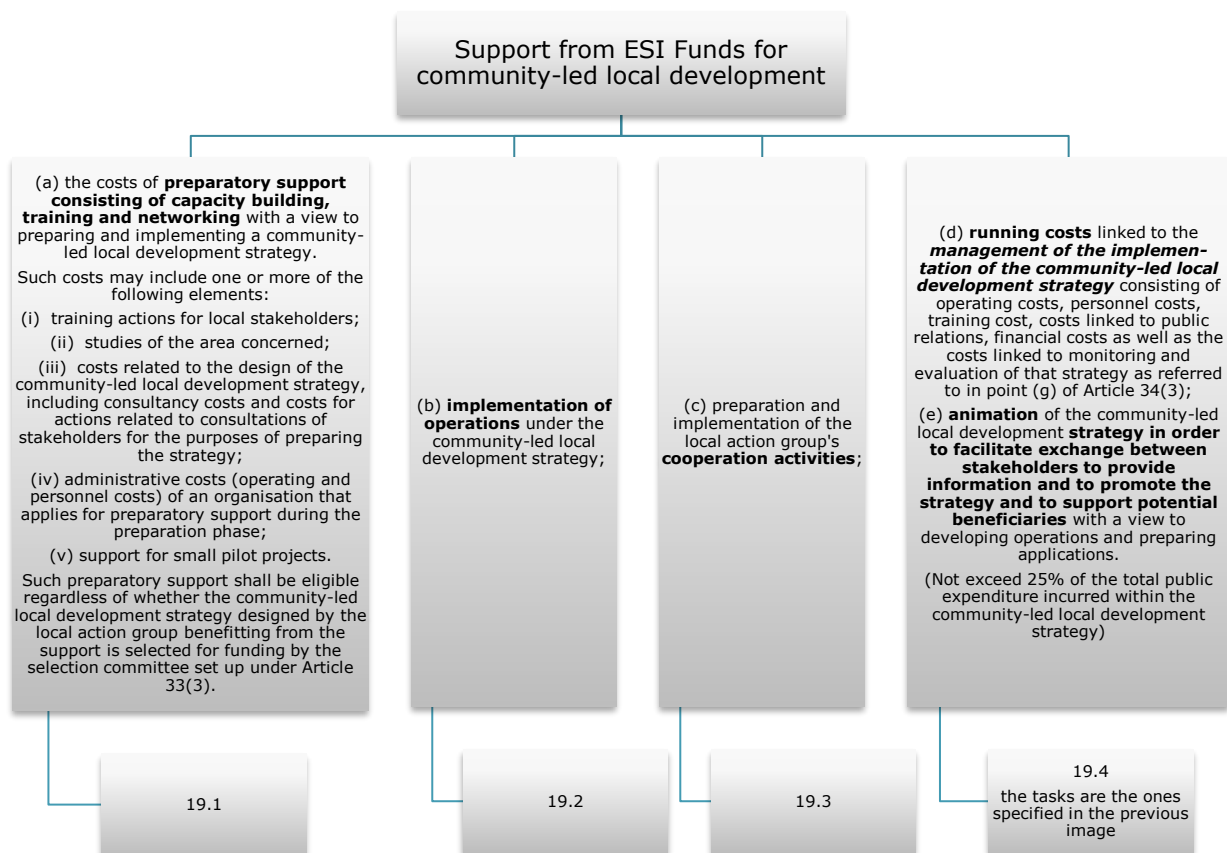 Support from ESI Funds for
community-led local development
(a) the costs of preparatory support
consisting of capacity building,
training and networking with a view to
preparing and implementing a community-
led local development strategy.
Such costs may include one or more of the
following elements:
(i) training actions for local stakeholders;
(ii) studies of the area concerned;
(iii) costs related to the design of the
community-led local development strategy,
including consultancy costs and costs for
actions related to consultations of
stakeholders for the purposes of preparing
the strategy;
(iv) administrative costs (operating and
personnel costs) of an organisation that
applies for preparatory support during the
preparation phase;
(v) support for small pilot projects.
Such preparatory support shall be eligible
regardless of whether the community-led
local development strategy designed by the
local action group benefitting from the
support is selected for funding by the
selection committee set up under Article
33(3).
(b) implementation of
operations under the
community-led local
development strategy;
(c) preparation and
implementation of the
local action group's
cooperation activities;
(d) running costs linked to the
management of the implemen-
tation of the community-led local
development strategy consisting of
operating costs, personnel costs,
training cost, costs linked to public
relations, financial costs as well as the
costs linked to monitoring and
evaluation of that strategy as referred
to in point (g) of Article 34(3);
(e) animation of the community-led
local development strategy in order
to facilitate exchange between
stakeholders to provide
information and to promote the
strategy and to support potential
beneficiaries with a view to
developing operations and preparing
applications.
(Not exceed 25% of the total public
expenditure incurred within the
community-led local development
strategy)
19.1
19.2
19.3
19.4
the tasks are the ones
specified in the previous
image